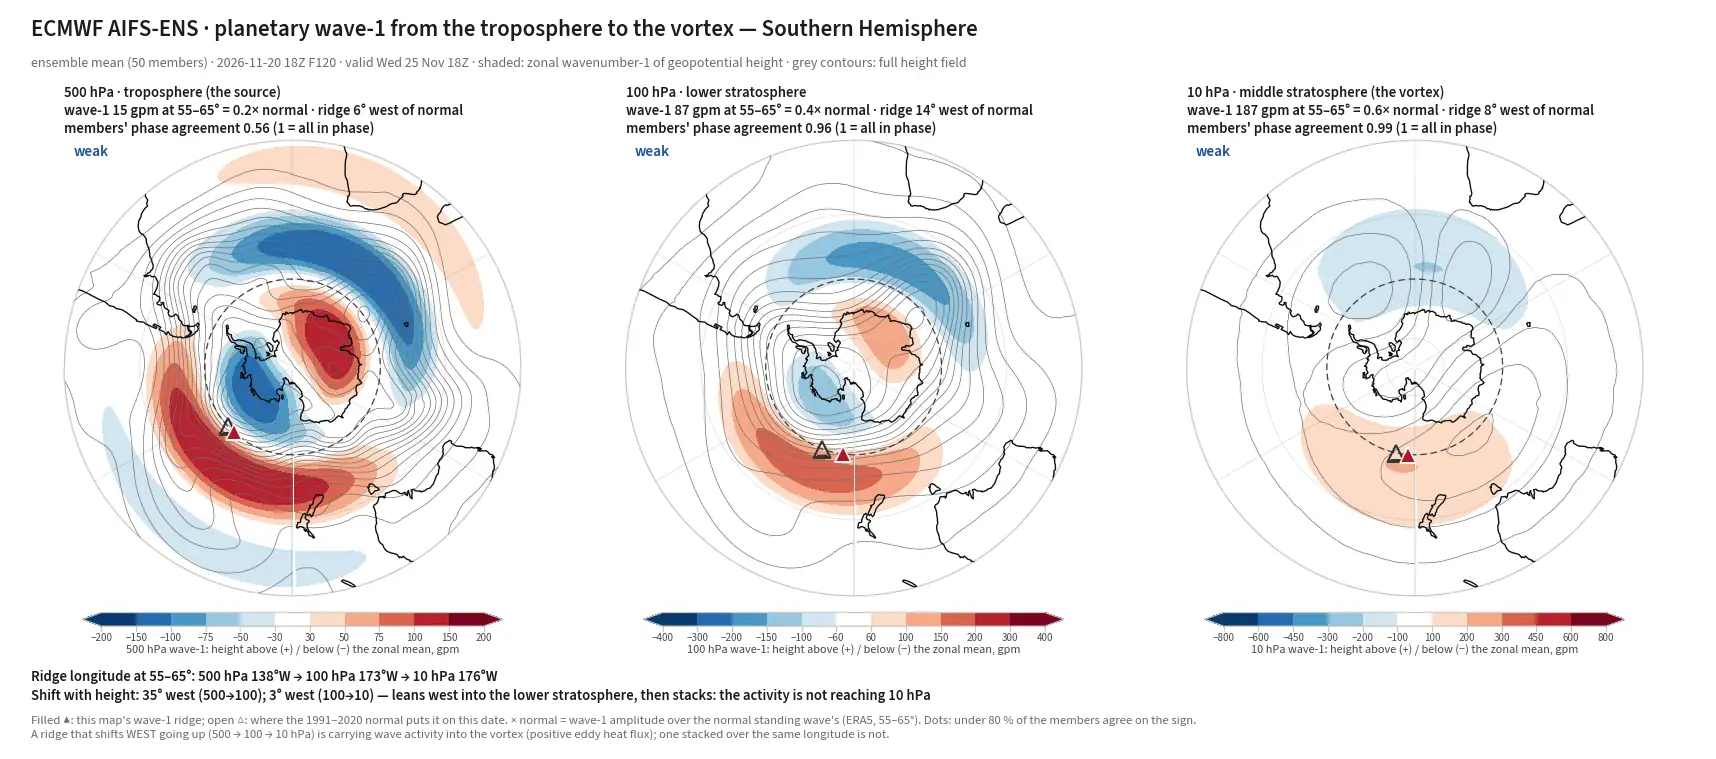 ECMWF AIFS-ENS · planetary wave-1 from the troposphere to the vortex — Southern Hemisphere
ensemble mean (50 members) · 2026-11-20 18Z F120 · valid Wed 25 Nov 18Z · shaded: zonal wavenumber-1 of geopotential height · grey contours: full height field
500 hPa · troposphere (the source)
wave-1 15 gpm at 55–65° = 0.2× normal · ridge 6° west of normal
members' phase agreement 0.56 (1 = all in phase)
weak
100 hPa · lower stratosphere
wave-1 87 gpm at 55–65° = 0.4× normal · ridge 14° west of normal
members' phase agreement 0.96 (1 = all in phase)
weak
10 hPa · middle stratosphere (the vortex)
wave-1 187 gpm at 55–65° = 0.6× normal · ridge 8° west of normal
members' phase agreement 0.99 (1 = all in phase)
weak
−200 −150 −100 −75 −50 −30 30 50 75 100 150 200
500 hPa wave-1: height above (+) / below (−) the zonal mean, gpm
−400 −300 −200 −150 −100 −60 60 100 150 200 300 400
100 hPa wave-1: height above (+) / below (−) the zonal mean, gpm
−800 −600 −450 −300 −200 −100 100 200 300 450 600 800
10 hPa wave-1: height above (+) / below (−) the zonal mean, gpm
Ridge longitude at 55–65°: 500 hPa 138°W → 100 hPa 173°W → 10 hPa 176°W
Shift with height: 35° west (500→100); 3° west (100→10) — leans west into the lower stratosphere, then stacks: the activity is not reaching 10 hPa
Filled ▲: this map's wave-1 ridge; open △: where the 1991–2020 normal puts it on this date. × normal = wave-1 amplitude over the normal standing wave's (ERA5, 55–65°). Dots: under 80 % of the members agree on the sign.
A ridge that shifts WEST going up (500 → 100 → 10 hPa) is carrying wave activity into the vortex (positive eddy heat flux); one stacked over the same longitude is not.